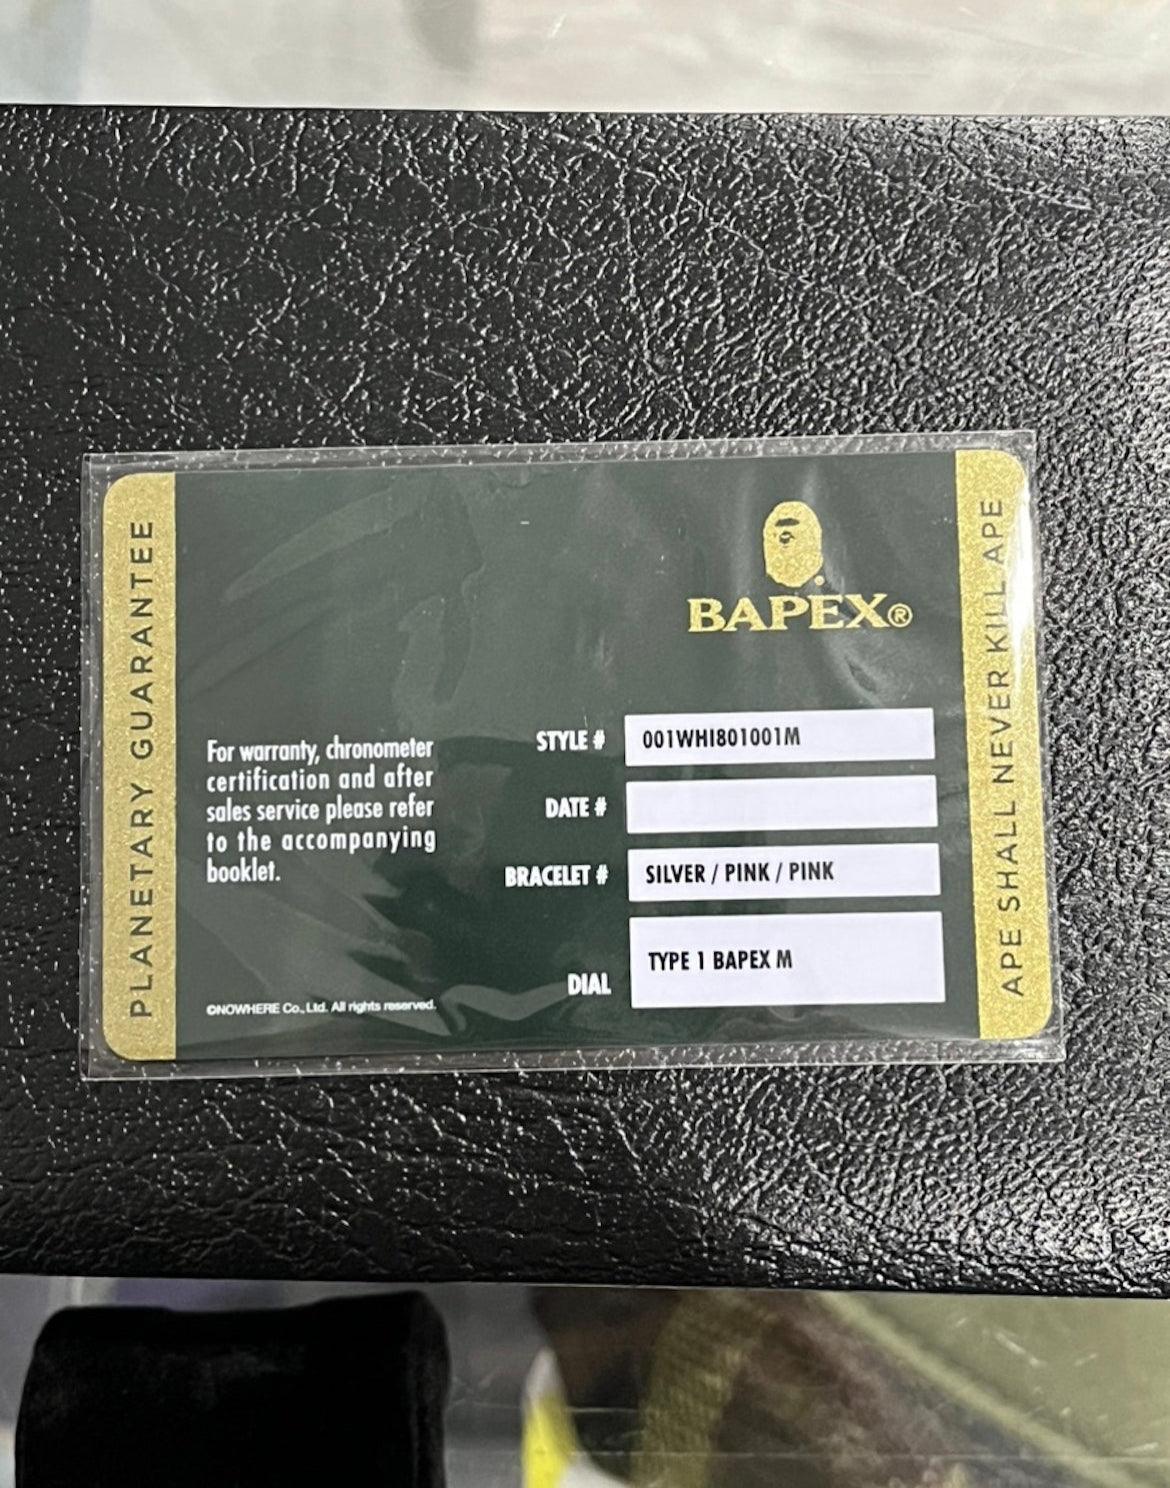 PLANETARY GUARANTEE
BAPEX®
For warranty, chronometer
certification and after
sales service please refer
to the accompanying
booklet.
©NOWHERE Co., Ltd. All rights reserved.
STYLE # 001WHI801001M
DATE #
BRACELET # SILVER / PINK / PINK
DIAL TYPE 1 BAPEX M
APE SHALL NEVER KILL APE